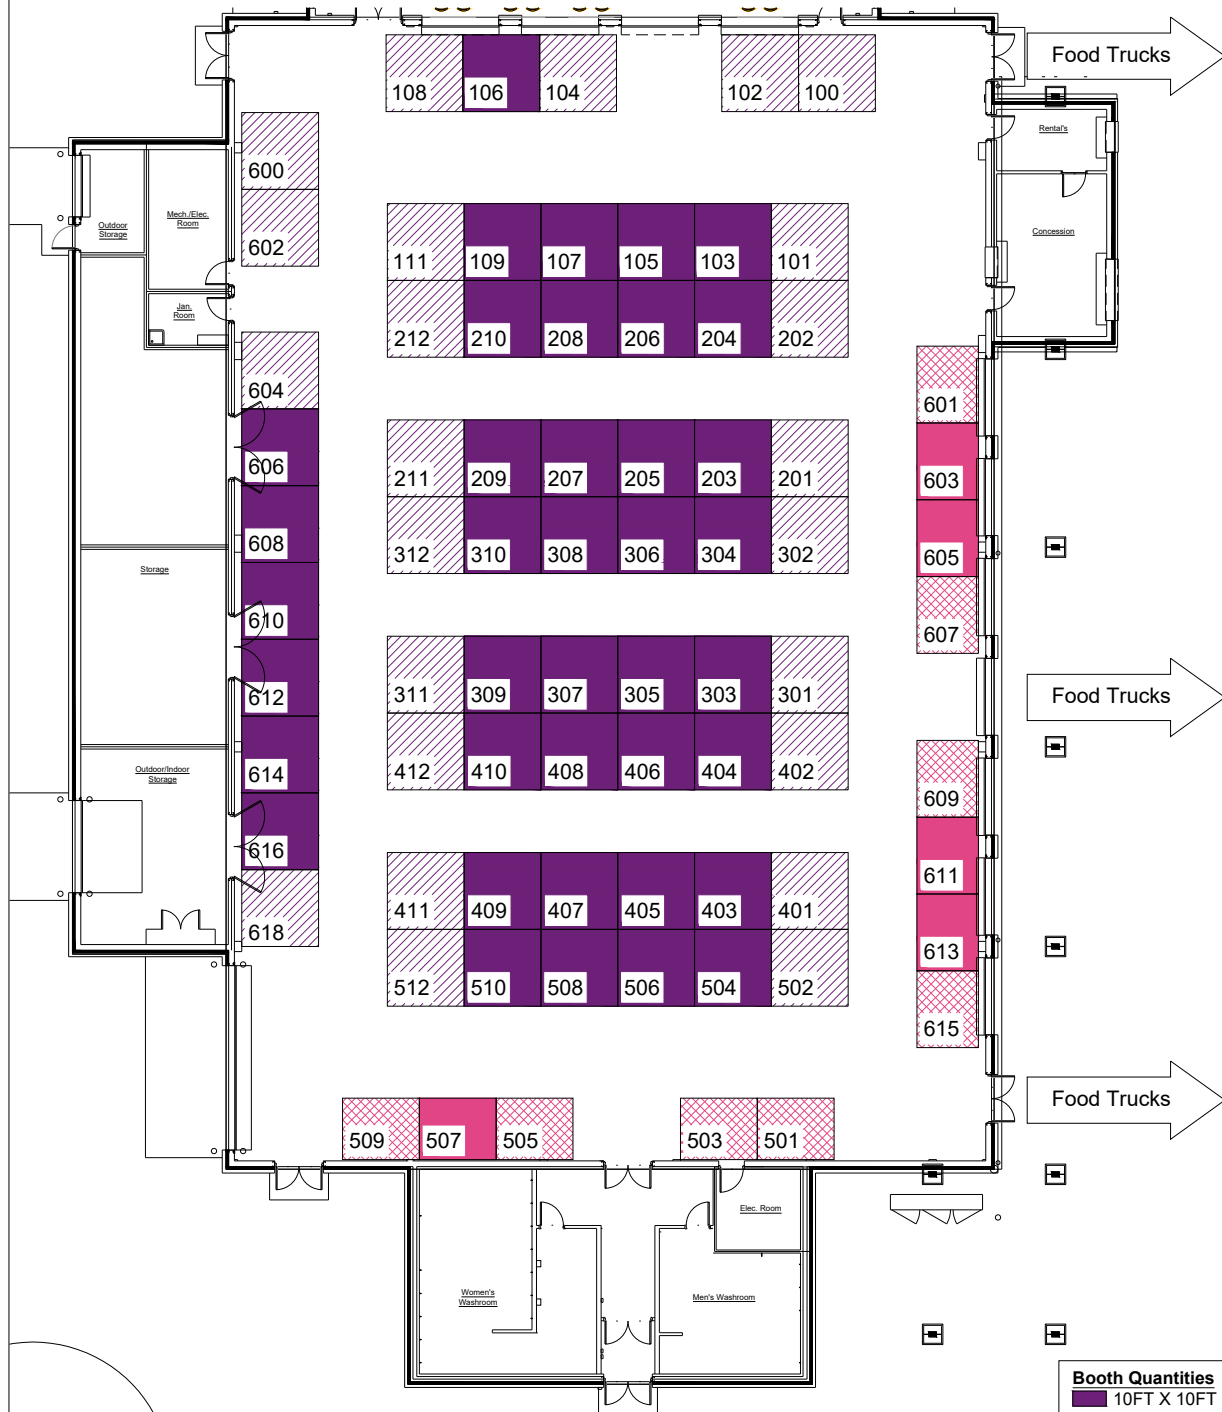 Food Trucks
108 106 104 102 100
Rental's
600
Mech./Elec.
Room
Outdoor
Storage
602
Concession
111 109 107 105 103 101
Jan.
Room
212 210 208 206 204 202
604
601
606
211 209 207 205 203 201
603
608
312 310 308 306 304 302
605
Storage
610
607
612
311 309 307 305 303 301
Food Trucks
Outdoor/Indoor
Storage
614
412 410 408 406 404 402
609
616
611
618
411 409 407 405 403 401
613
512 510 508 506 504 502
615
Food Trucks
509 507 505 503 501
Elec. Room
Women's
Washroom
Men's Washroom
Booth Quantities
10FT X 10FT